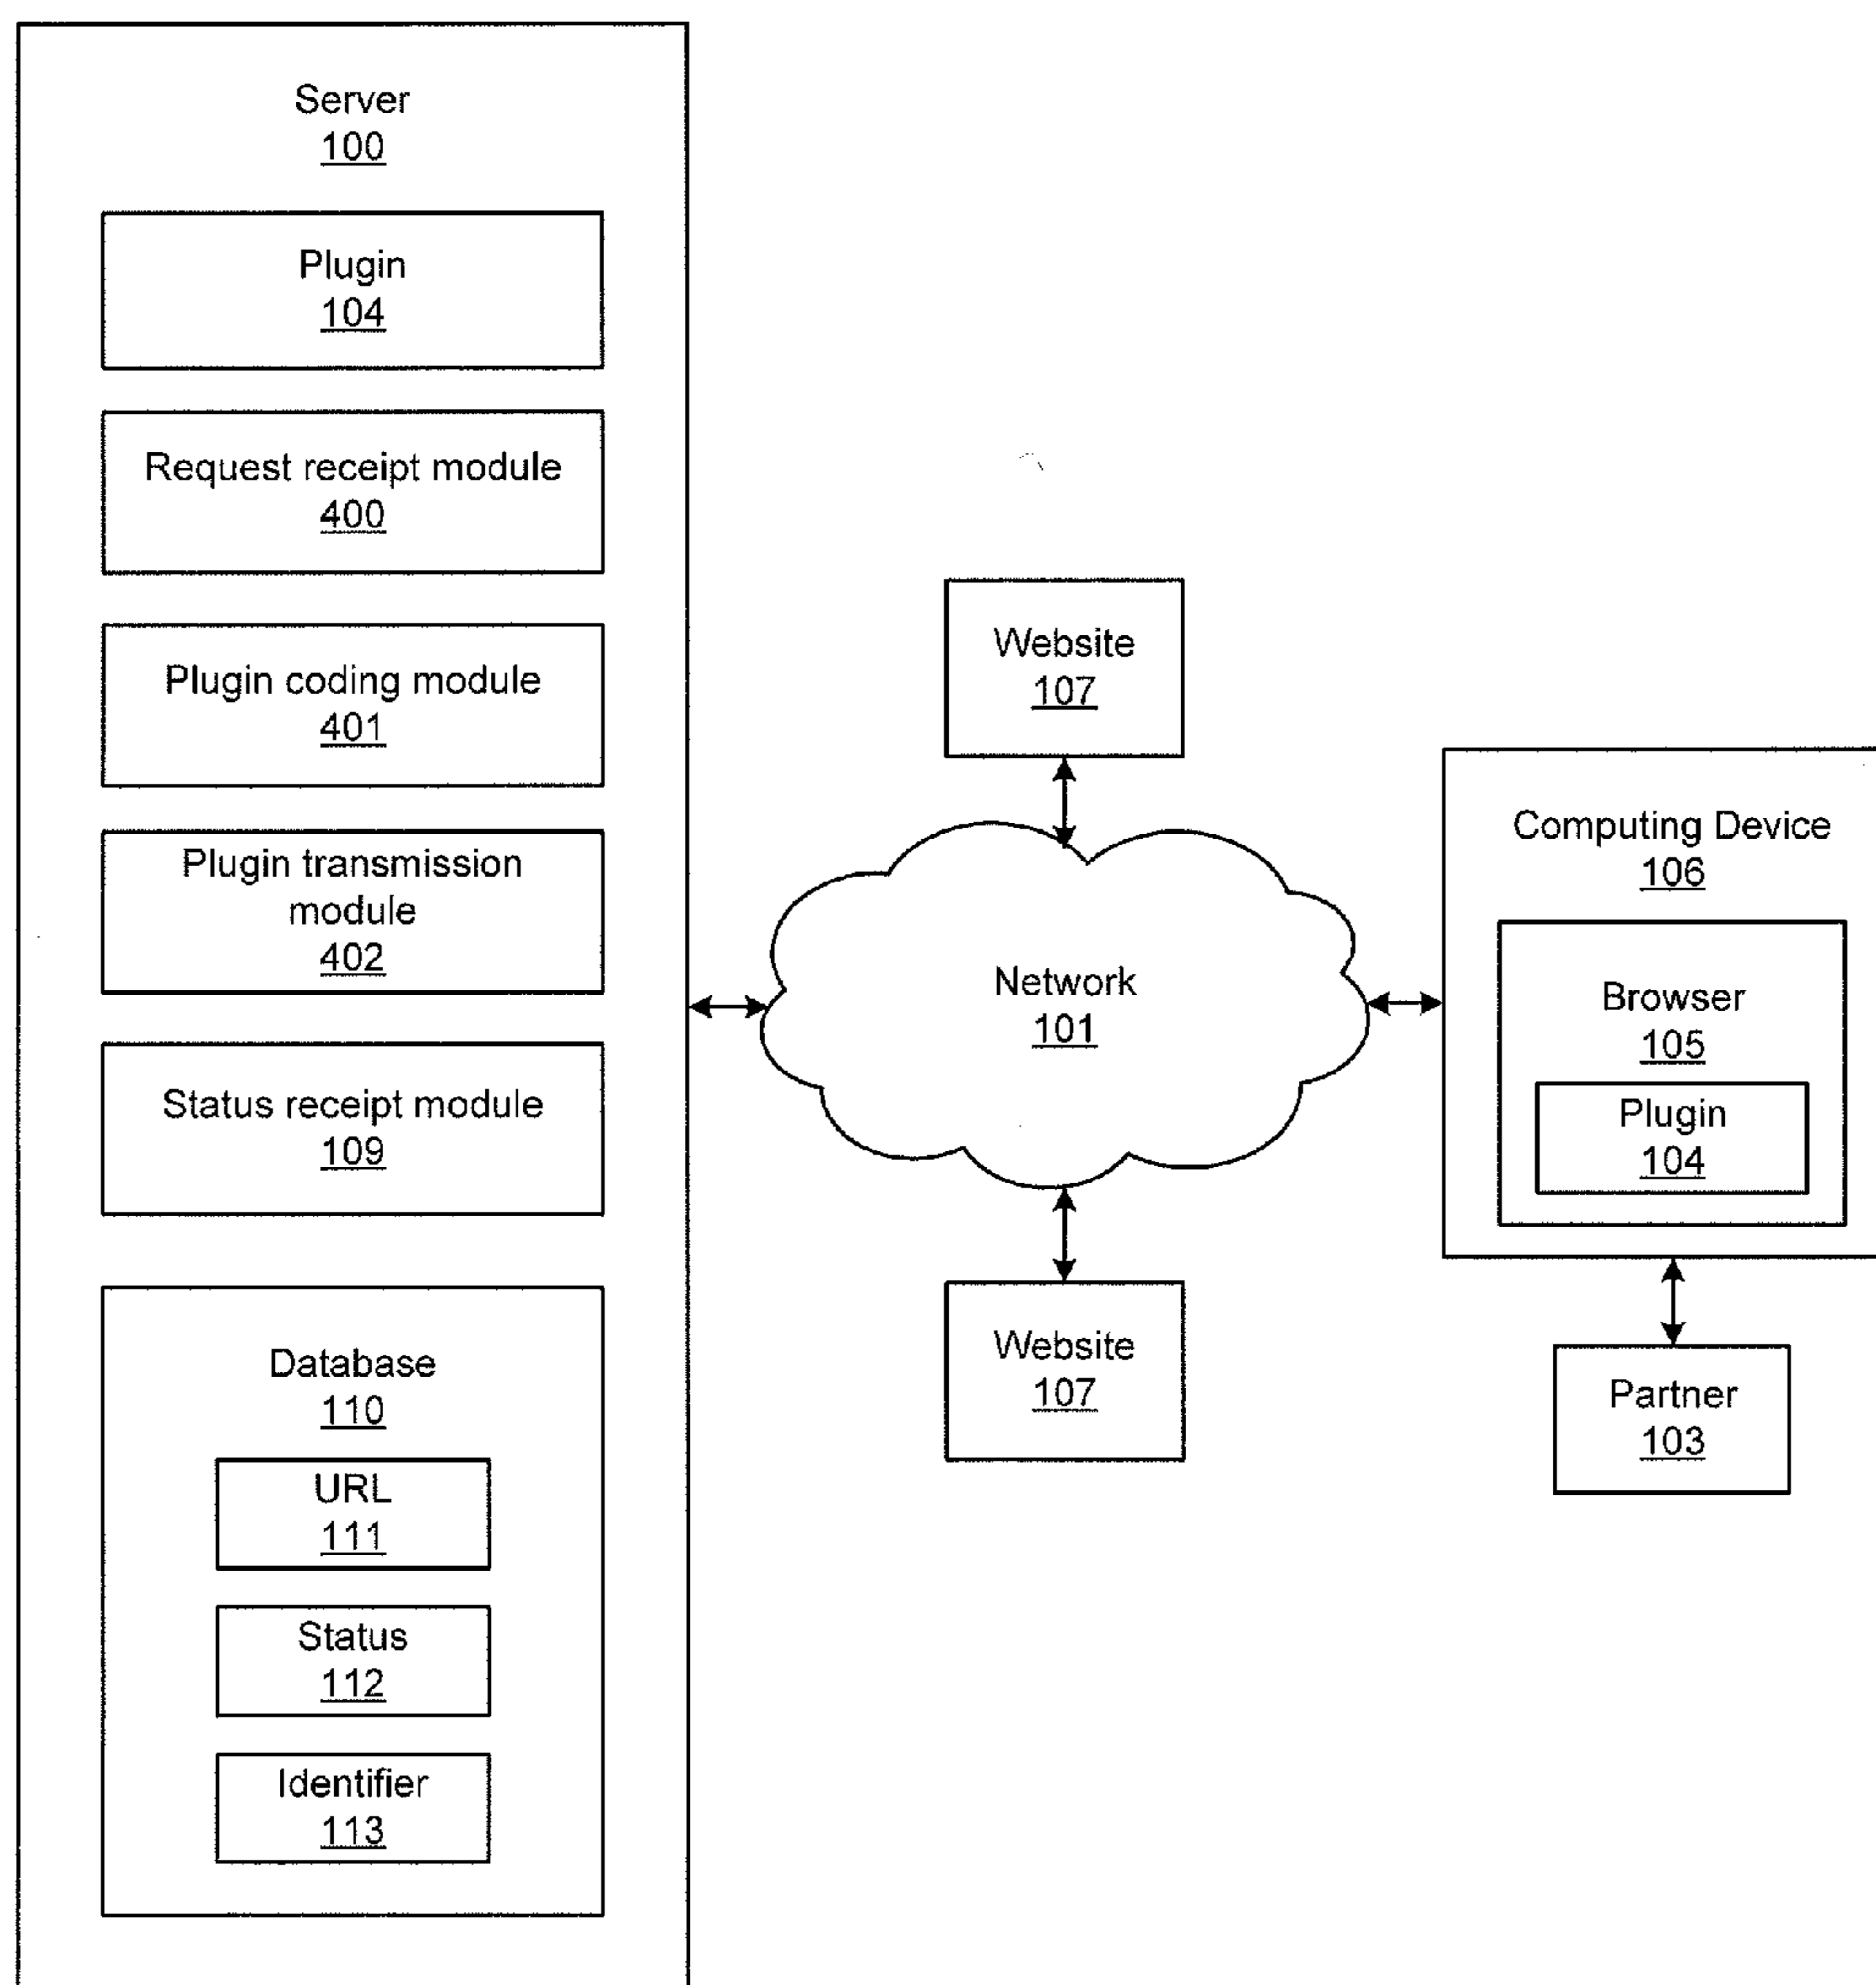 Server
100
Plugin
104
Request receipt module
400
Plugin coding module
401
Plugin transmission
module
402
Status receipt module
109
Database
110
URL
111
Status
112
Identifier
113
Website
107
Network
101
Website
107
Computing Device
106
Browser
105
Plugin
104
Partner
103